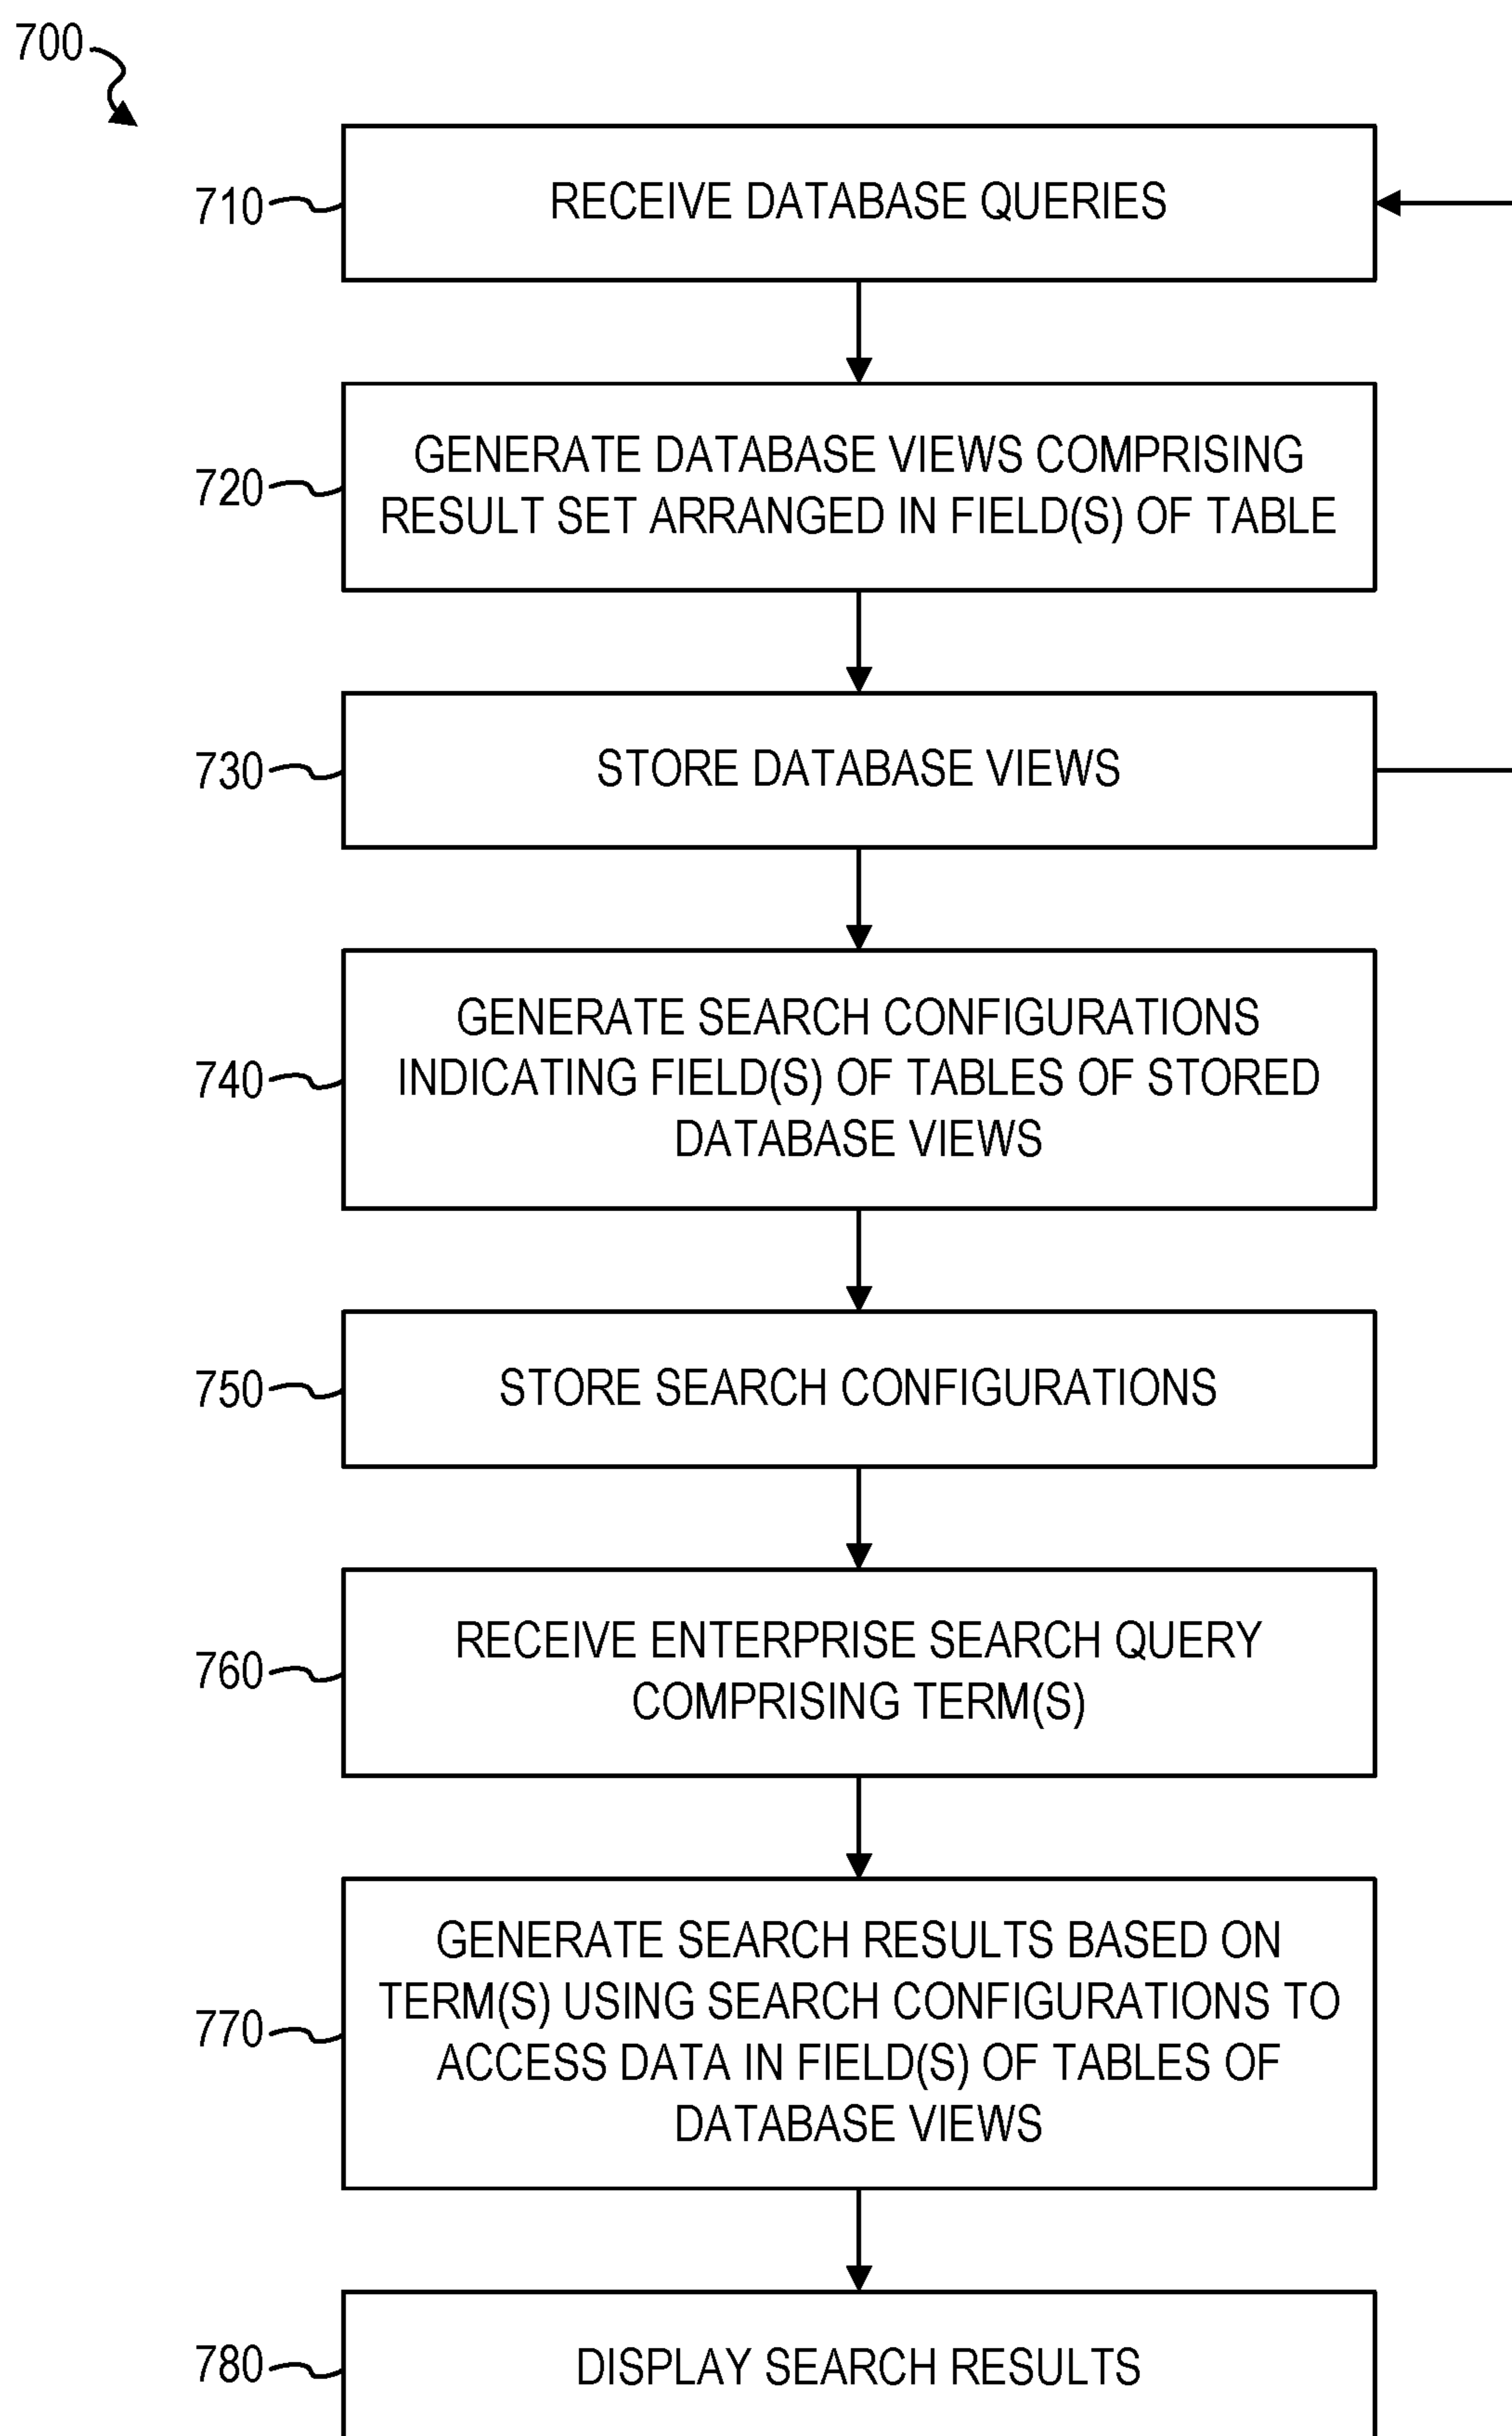 700
710
RECEIVE DATABASE QUERIES
720
GENERATE DATABASE VIEWS COMPRISING
RESULT SET ARRANGED IN FIELD(S) OF TABLE
730
STORE DATABASE VIEWS
740
GENERATE SEARCH CONFIGURATIONS
INDICATING FIELD(S) OF TABLES OF STORED
DATABASE VIEWS
750
STORE SEARCH CONFIGURATIONS
760
RECEIVE ENTERPRISE SEARCH QUERY
COMPRISING TERM(S)
770
GENERATE SEARCH RESULTS BASED ON
TERM(S) USING SEARCH CONFIGURATIONS TO
ACCESS DATA IN FIELD(S) OF TABLES OF
DATABASE VIEWS
780
DISPLAY SEARCH RESULTS